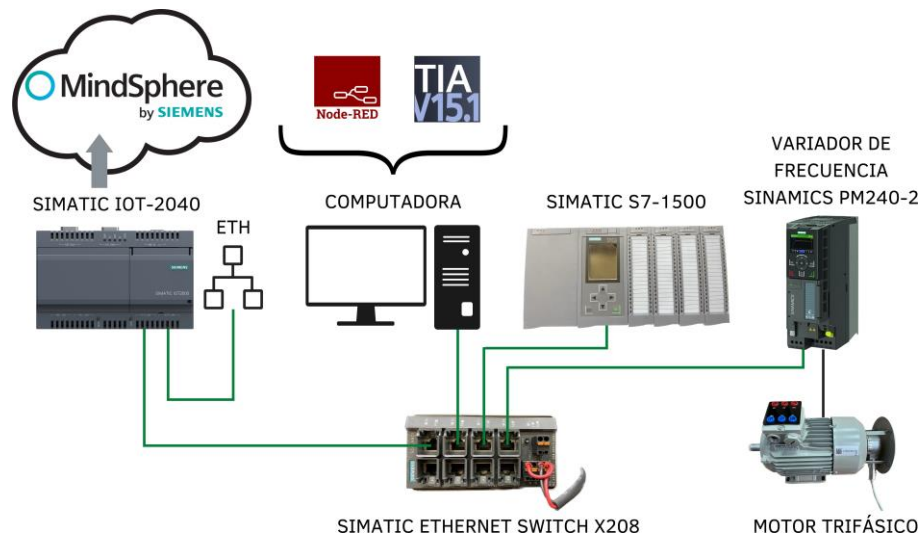 MindSphere
by SIEMENS
Node-RED
TIA
V15.1
VARIADOR DE
FRECUENCIA
SINAMICS PM240-2
SIMATIC IOT-2040
ETH
COMPUTADORA
SIMATIC S7-1500
SIEMENS
SIMATIC ETHERNET SWITCH X208
MOTOR TRIFÁSICO